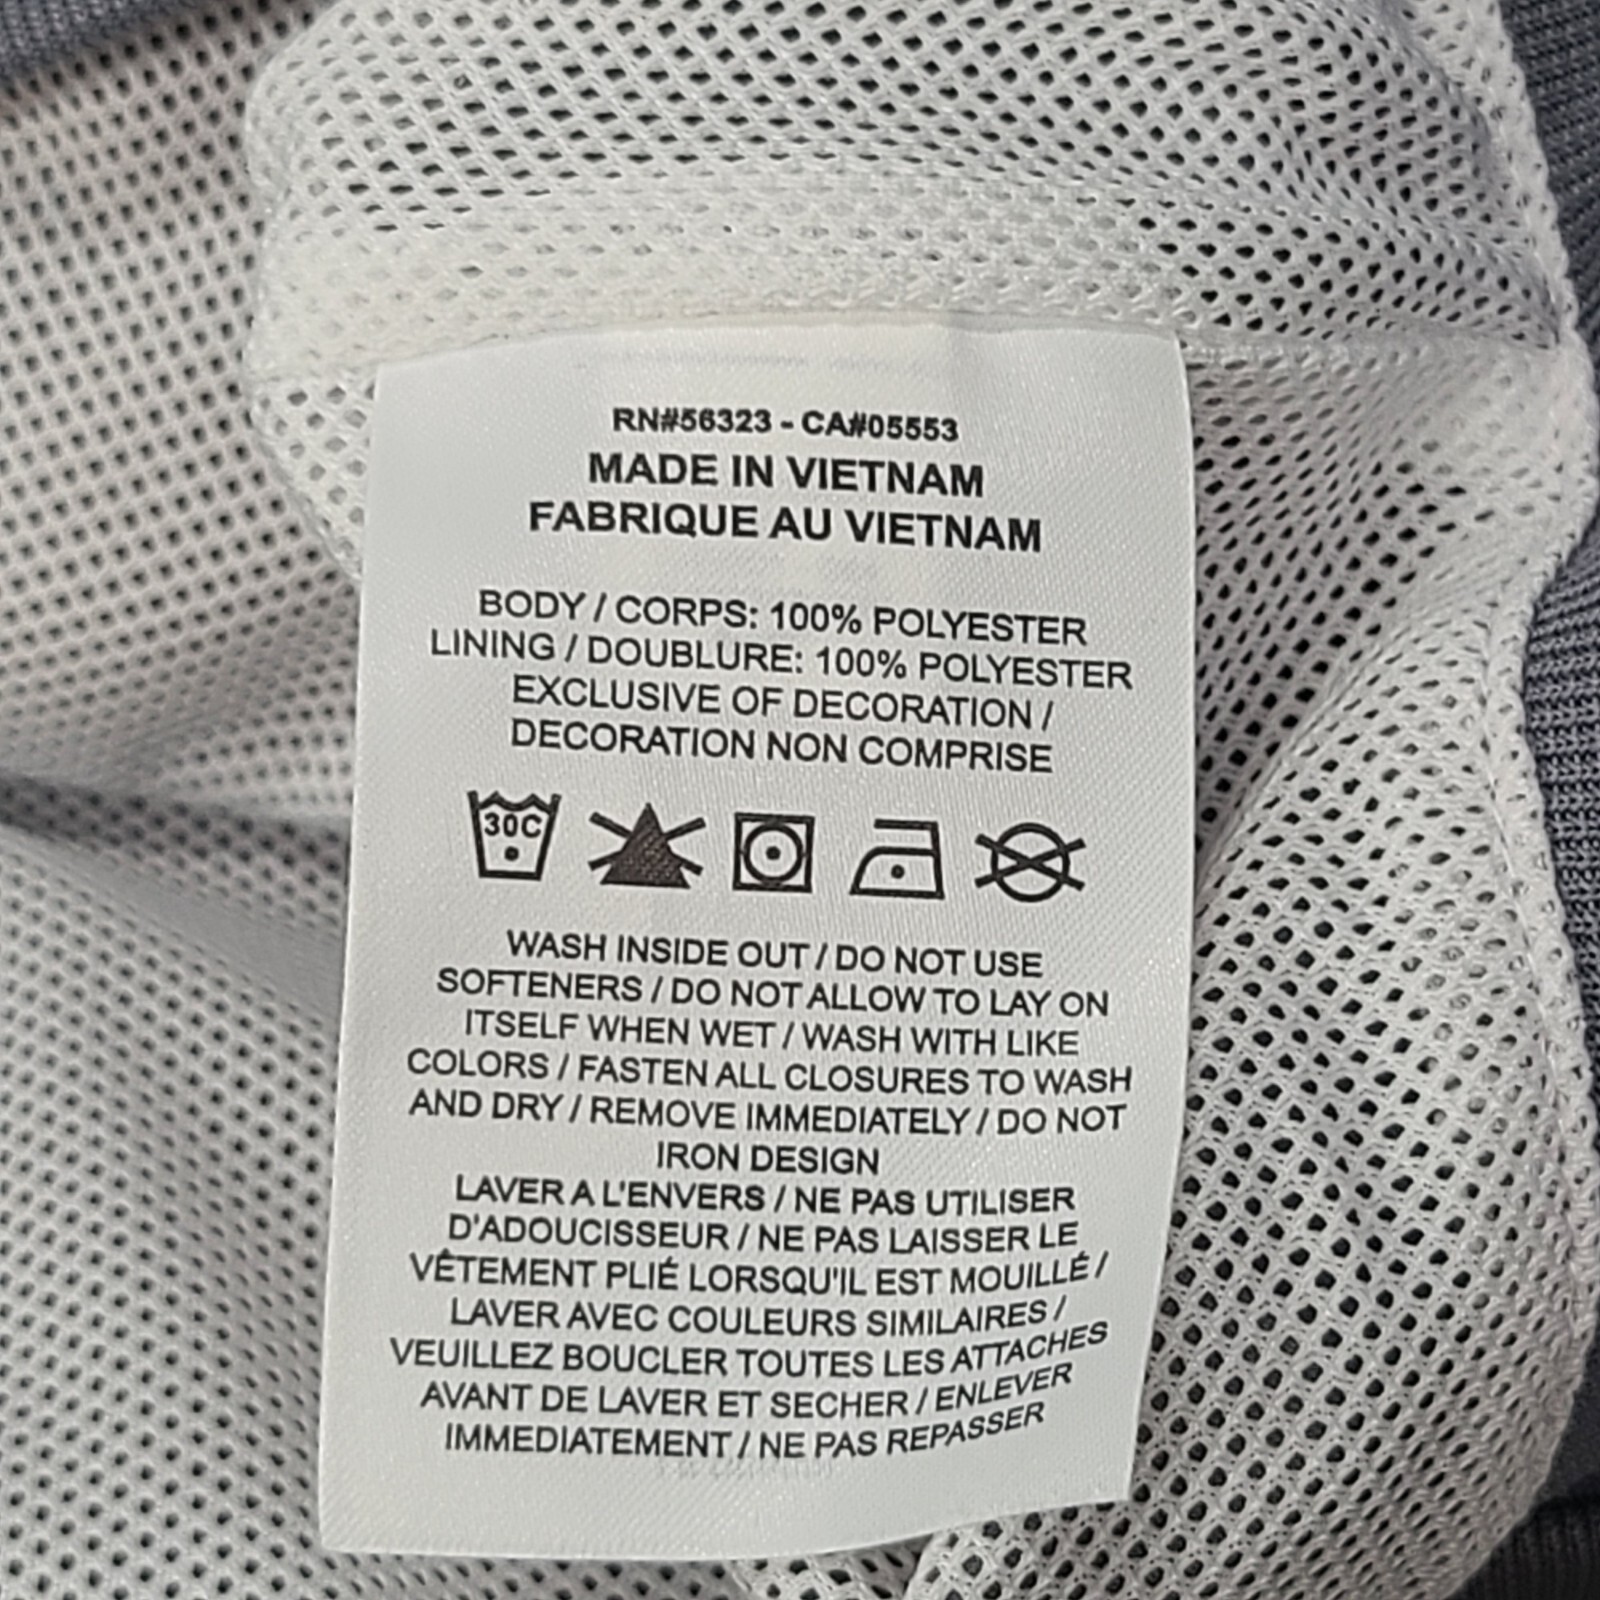 RN#56323 - CA#05553
MADE IN VIETNAM
FABRIQUE AU VIETNAM
BODY / CORPS: 100% POLYESTER
LINING / DOUBLURE: 100% POLYESTER
EXCLUSIVE OF DECORATION /
DECORATION NON COMPRISE
30C
WASH INSIDE OUT / DO NOT USE
SOFTENERS / DO NOT ALLOW TO LAY ON
ITSELF WHEN WET / WASH WITH LIKE
COLORS / FASTEN ALL CLOSURES TO WASH
AND DRY / REMOVE IMMEDIATELY / DO NOT
IRON DESIGN
LAVER A L'ENVERS / NE PAS UTILISER
D'ADOUCISSEUR / NE PAS LAISSER LE
VÊTEMENT PLIÉ LORSQU'IL EST MOUILLÉ /
LAVER AVEC COULEURS SIMILAIRES /
VEUILLEZ BOUCLER TOUTES LES ATTACHES
AVANT DE LAVER ET SECHER / ENLEVER
IMMEDIATEMENT / NE PAS REPASSER